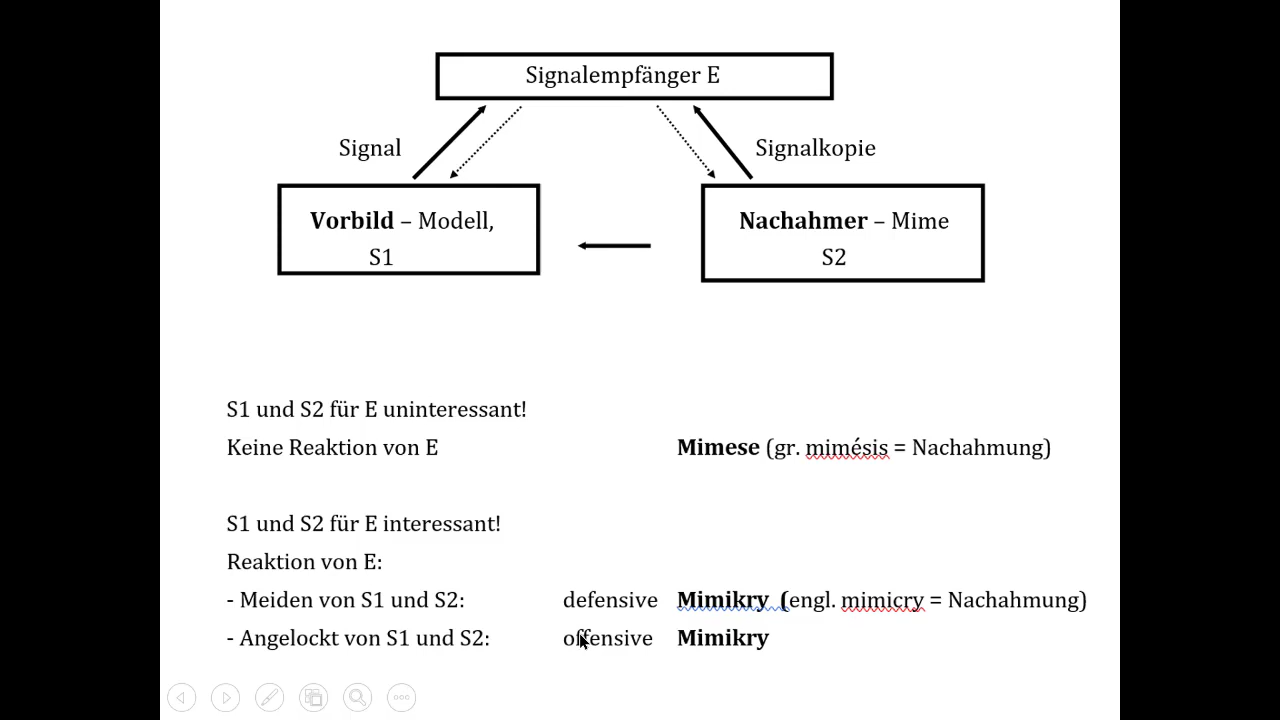 Signalempfänger E
Signal
Signalkopie
Vorbild – Modell,
S1
Nachahmer – Mime
S2
S1 und S2 für E uninteressant!
Keine Reaktion von E Mimese (gr. mimésis = Nachahmung)
S1 und S2 für E interessant!
Reaktion von E:
- Meiden von S1 und S2: defensive Mimikry (engl. mimicry = Nachahmung)
- Angelockt von S1 und S2: offensive Mimikry